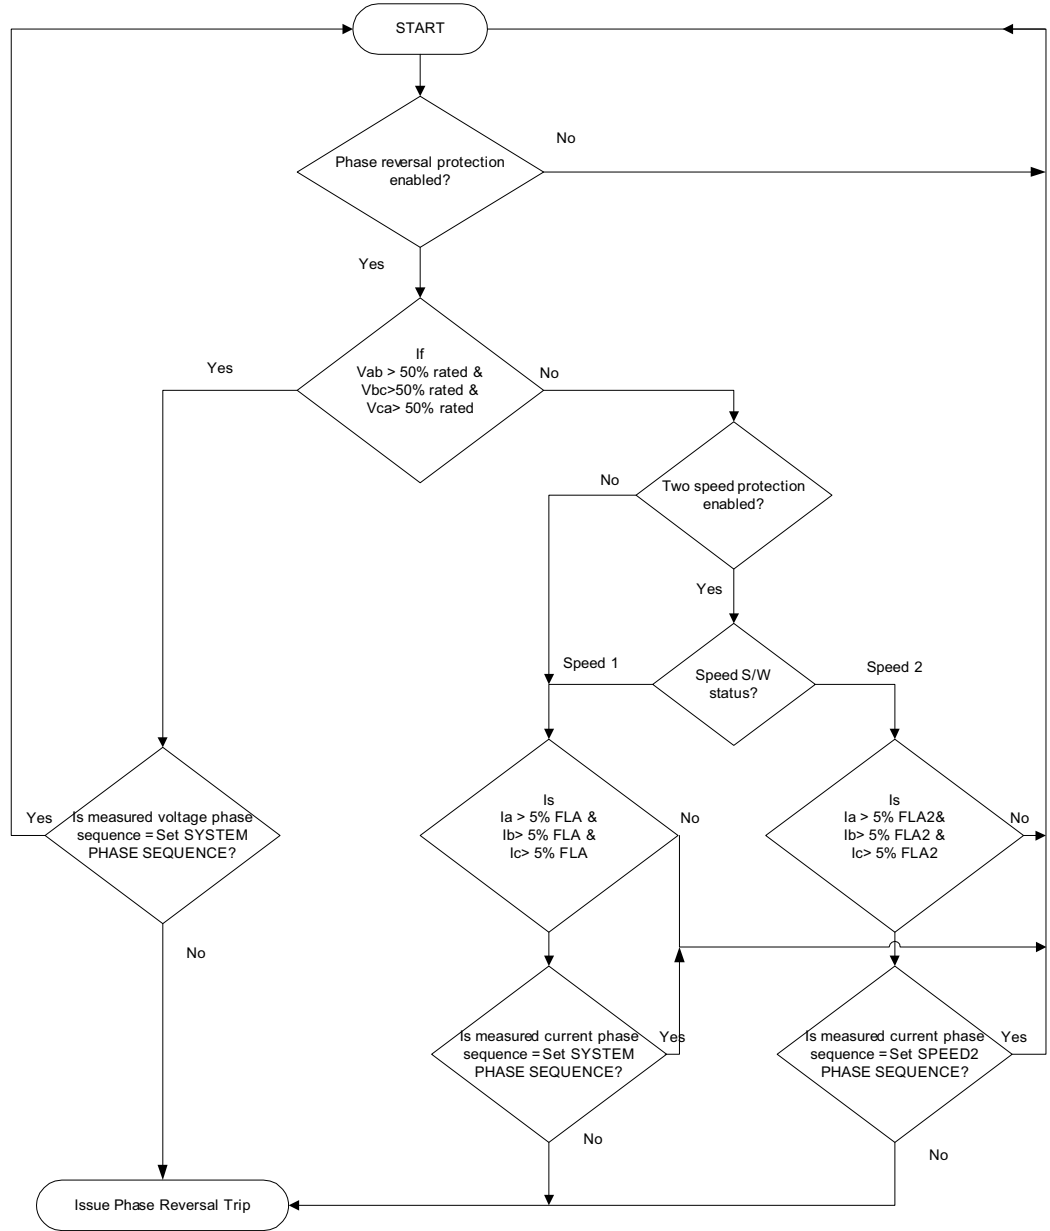 START
No
Phase reversal protection
enabled?
Yes
If
Vab > 50% rated &
Vbc>50% rated &
Vca> 50% rated
Yes
No
Two speed protection
enabled?
No
Yes
Speed S/W
status?
Speed 1
Speed 2
Is measured voltage phase
sequence = Set SYSTEM
PHASE SEQUENCE?
Yes
No
Is
Ia > 5% FLA &
Ib> 5% FLA &
Ic> 5% FLA
No
Is
Ia > 5% FLA2&
Ib> 5% FLA2 &
Ic> 5% FLA2
No
Is measured current phase
sequence = Set SYSTEM
PHASE SEQUENCE?
Yes
No
Is measured current phase
sequence = Set SPEED2
PHASE SEQUENCE?
Yes
No
Issue Phase Reversal Trip